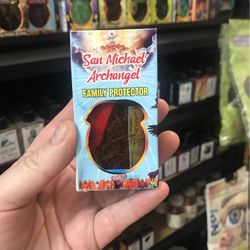 San Michael
Archangel
FAMILY PROTECTOR